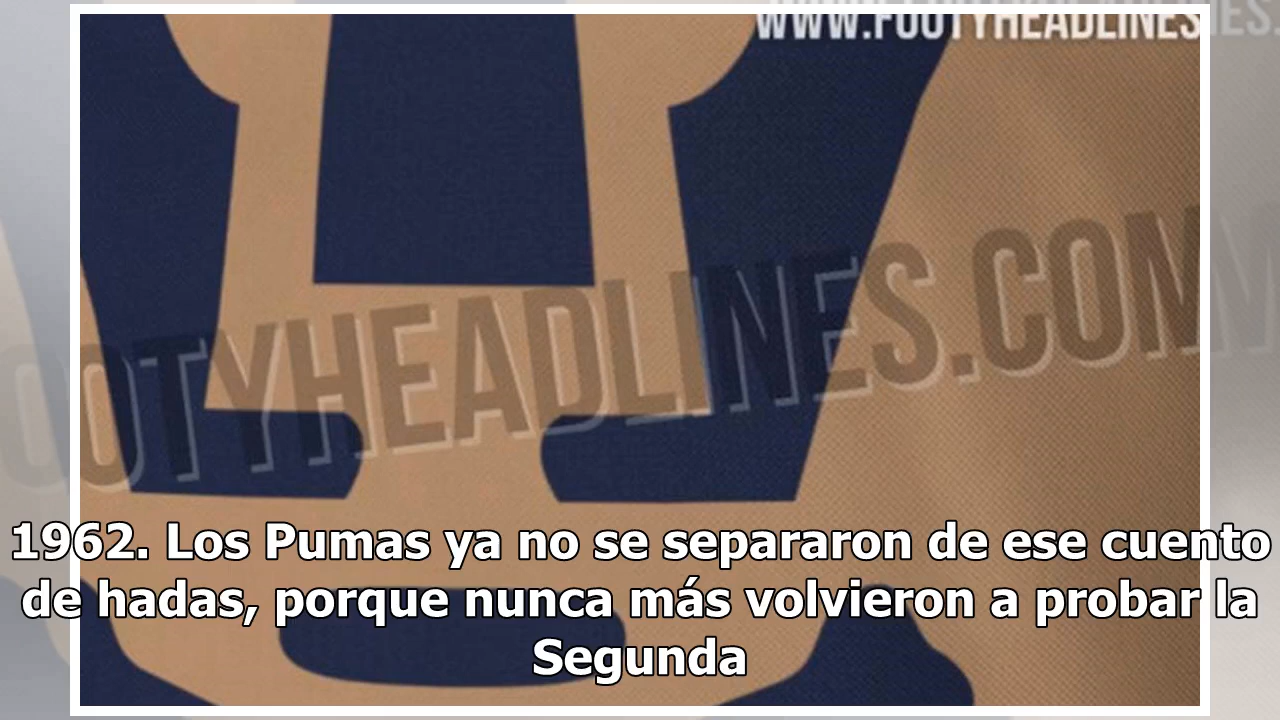 WWW.FOOTYHEADLINES
OOTYHEADLINES.COM
1962. Los Pumas ya no se separaron de ese cuento
de hadas, porque nunca más volvieron a probar la
Segunda